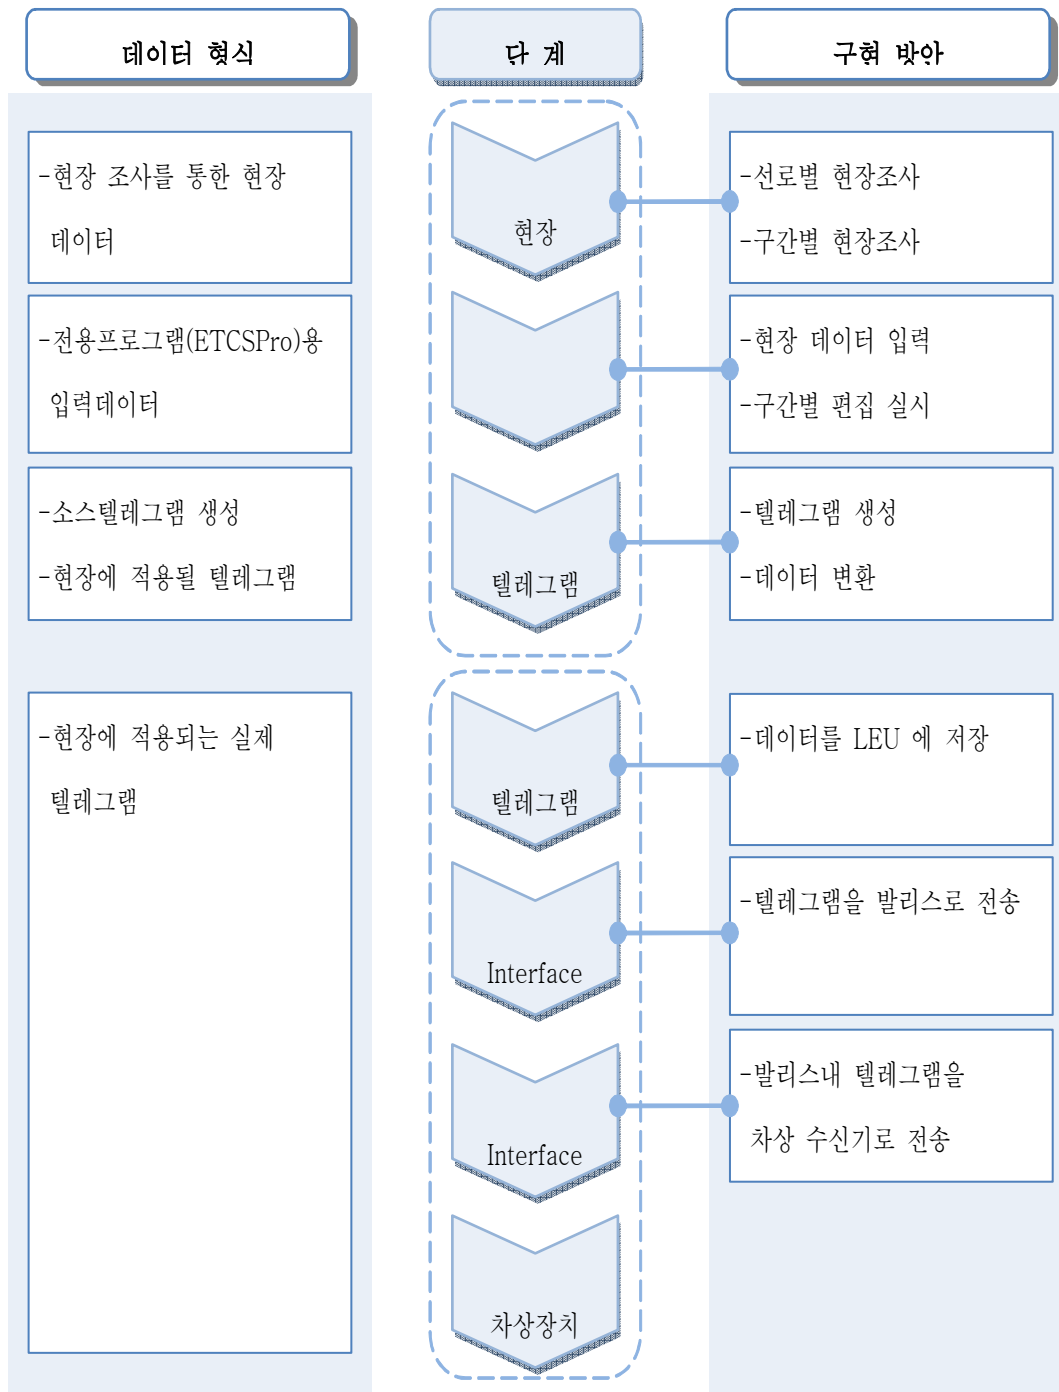 데이터 형식
단 계
구현 방안
-현장 조사를 통한 현장
데이터
현장
-선로별 현장조사
-구간별 현장조사
-전용프로그램(ETCSPro)용
입력데이터
-현장 데이터 입력
-구간별 편집 실시
-소스텔레그램 생성
-현장에 적용될 텔레그램
텔레그램
-텔레그램 생성
-데이터 변환
-현장에 적용되는 실제
텔레그램
텔레그램
-데이터를 LEU 에 저장
Interface
-텔레그램을 발리스로 전송
Interface
-발리스내 텔레그램을
차상 수신기로 전송
차상장치